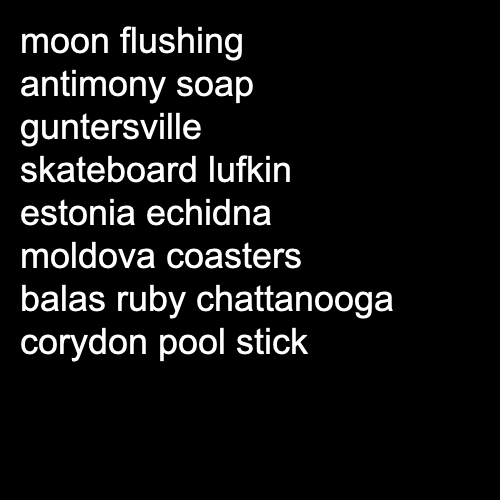 moon flushing
antimony soap
guntersville
skateboard lufkin
estonia echidna
moldova coasters
balas ruby chattanooga
corydon pool stick